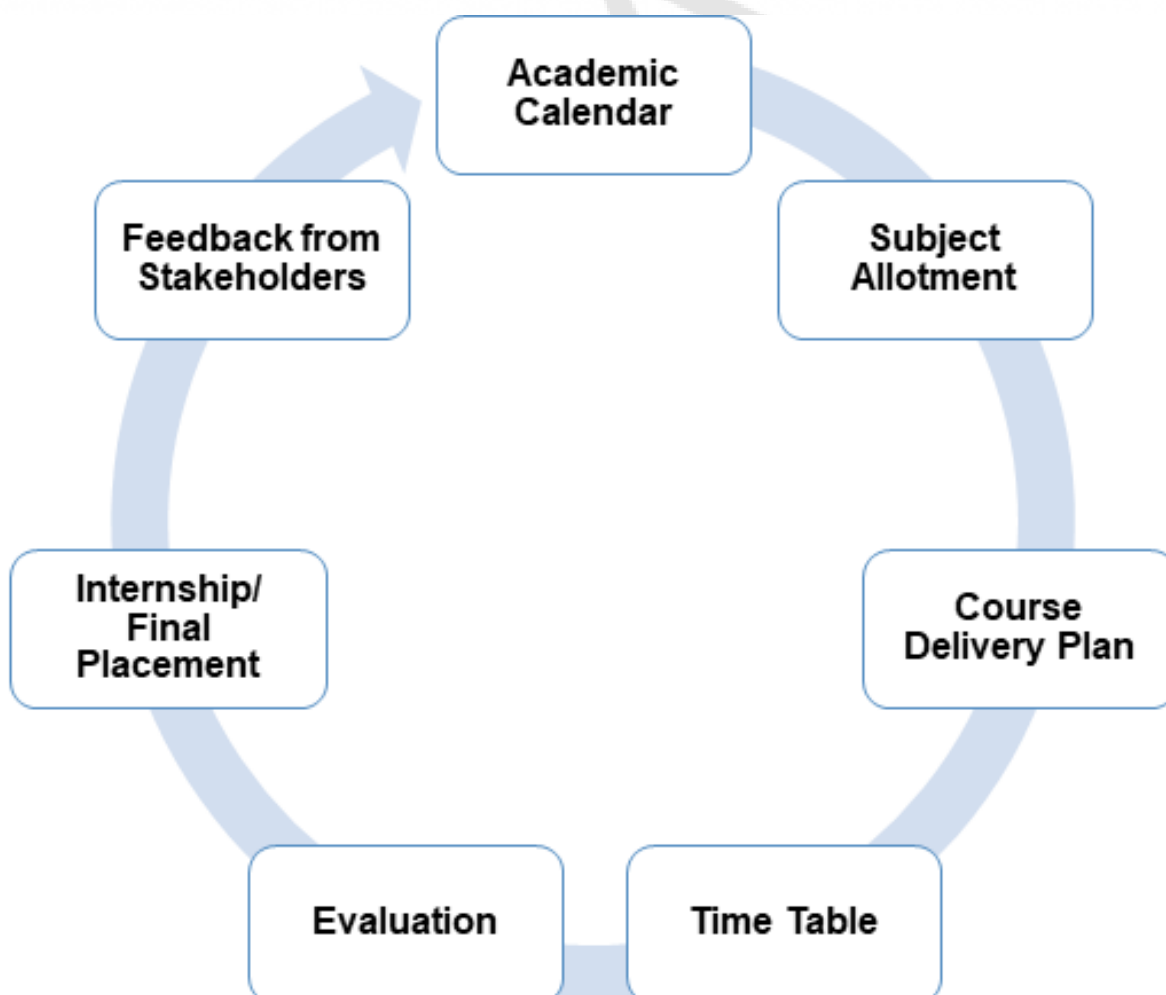 Academic
Calendar
Subject
Allotment
Course
Delivery Plan
Time Table
Evaluation
Internship/
Final
Placement
Feedback from
Stakeholders